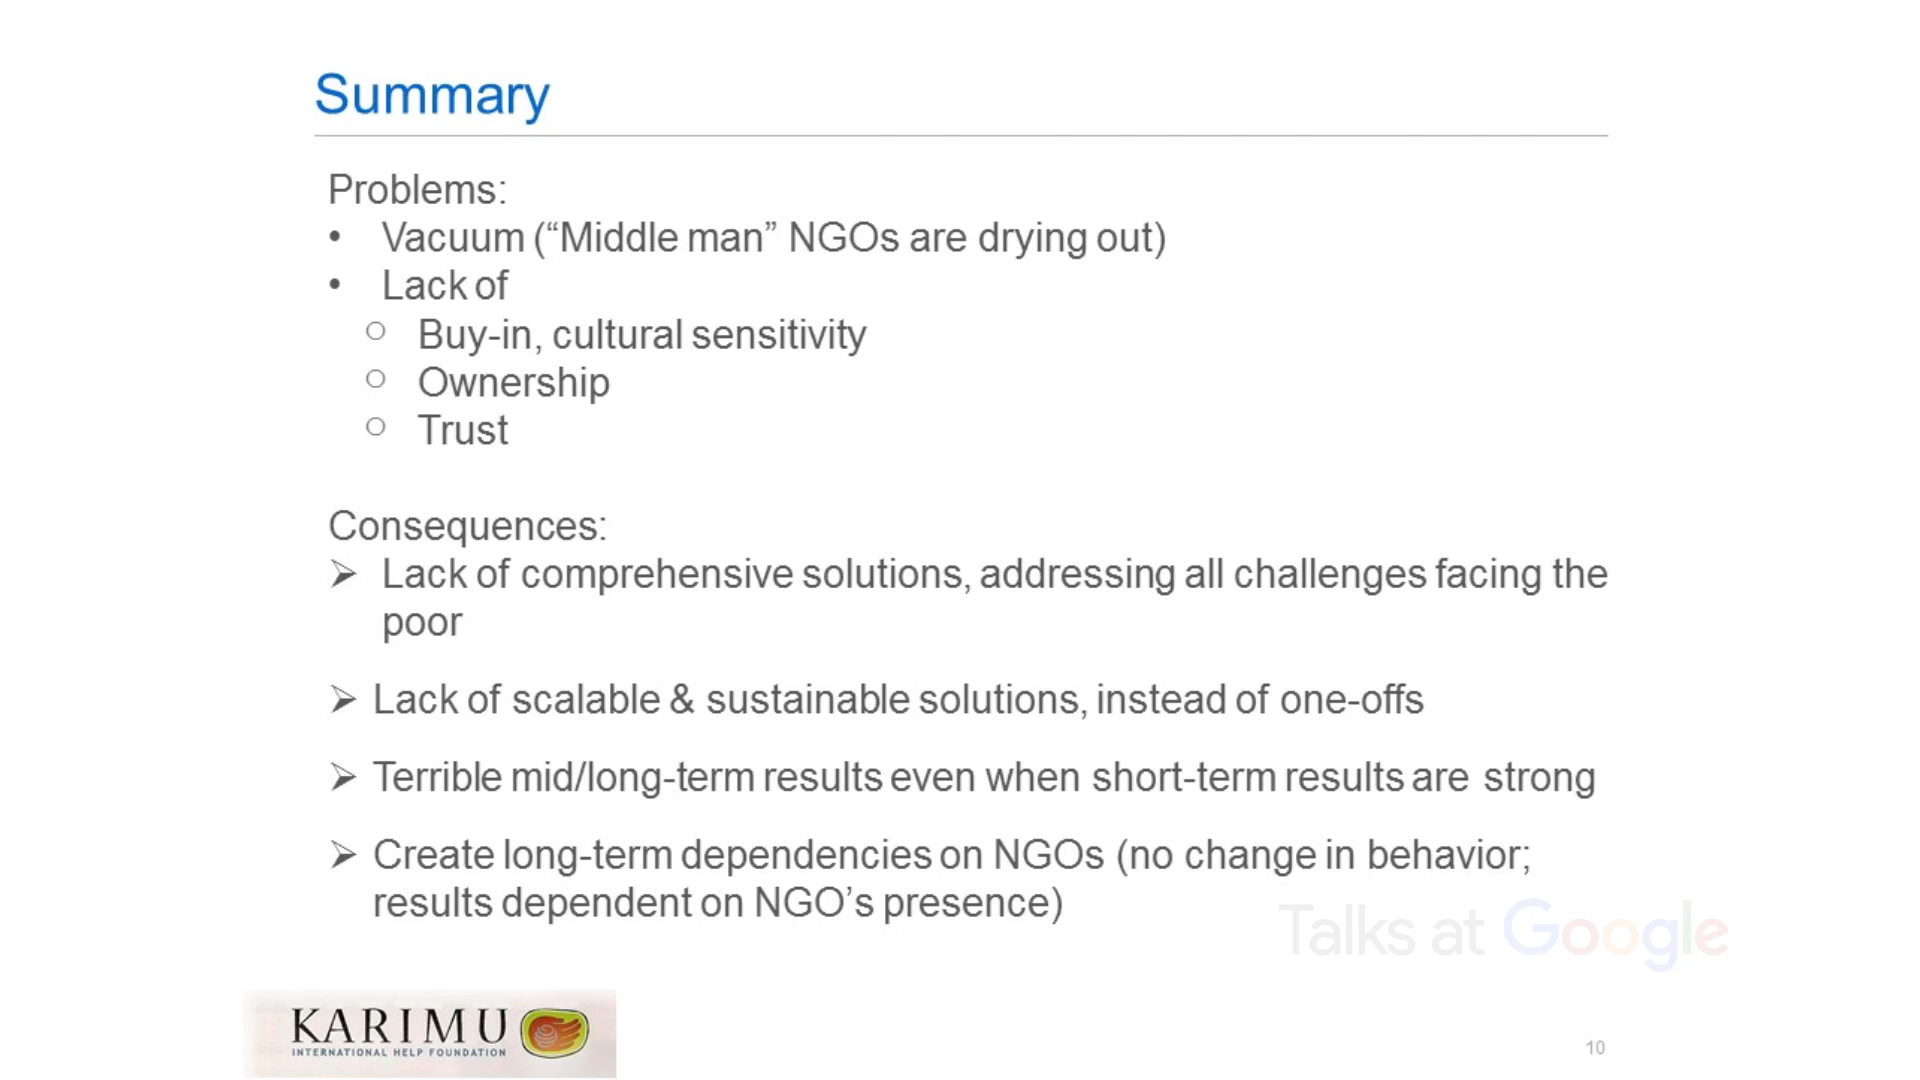 Summary
Problems:
• Vacuum (“Middle man” NGOs are drying out)
• Lack of
○ Buy-in, cultural sensitivity
○ Ownership
○ Trust
Consequences:
➢ Lack of comprehensive solutions, addressing all challenges facing the
poor
➢ Lack of scalable & sustainable solutions, instead of one-offs
➢ Terrible mid/long-term results even when short-term results are strong
➢ Create long-term dependencies on NGOs (no change in behavior;
results dependent on NGO’s presence)
Talks at Google
KARIMU
INTERNATIONAL HELP FOUNDATION
10